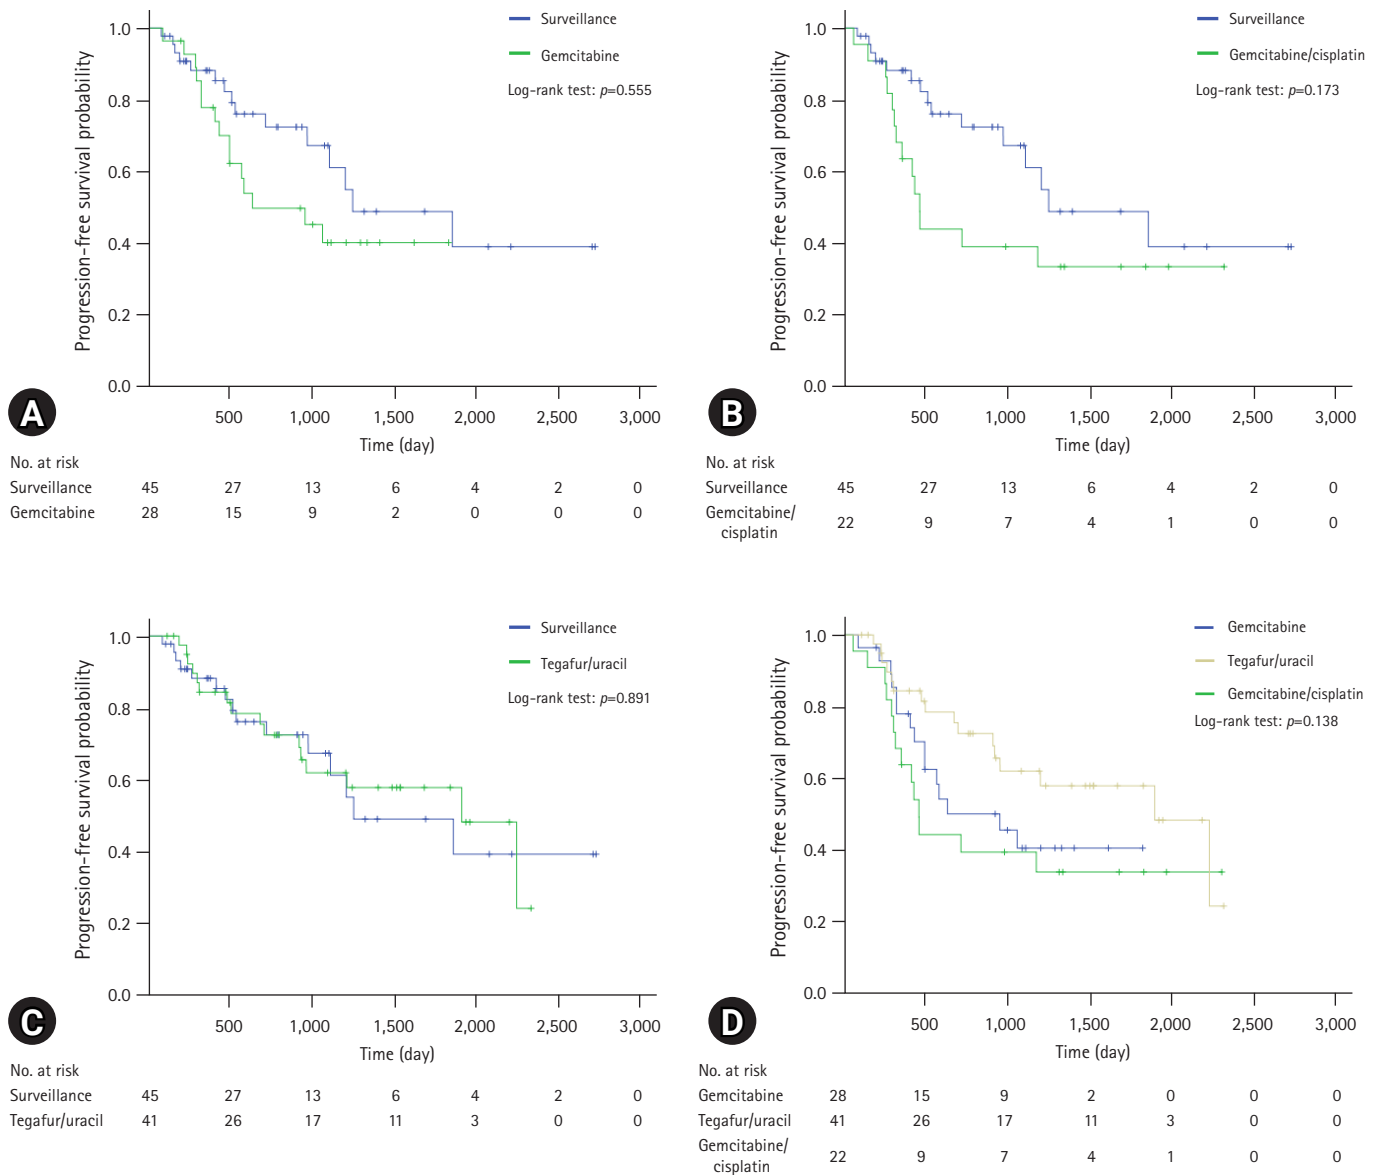 1.0
0.8
0.6
0.4
0.2
0.0
Progression-free survival probability
Surveillance
Gemcitabine
Log-rank test: p=0.555
500 1,000 1,500 2,000 2,500 3,000
Time (day)
A
No. at risk
Surveillance 45 27 13 6 4 2 0
Gemcitabine 28 15 9 2 0 0 0
1.0
0.8
0.6
0.4
0.2
0.0
Progression-free survival probability
Surveillance
Gemcitabine/cisplatin
Log-rank test: p=0.173
500 1,000 1,500 2,000 2,500 3,000
Time (day)
B
No. at risk
Surveillance 45 27 13 6 4 2 0
Gemcitabine/
cisplatin 22 9 7 4 1 0 0
1.0
0.8
0.6
0.4
0.2
0.0
Progression-free survival probability
Surveillance
Tegafur/uracil
Log-rank test: p=0.891
500 1,000 1,500 2,000 2,500 3,000
Time (day)
C
No. at risk
Surveillance 45 27 13 6 4 2 0
Tegafur/uracil 41 26 17 11 3 0 0
1.0
0.8
0.6
0.4
0.2
0.0
Progression-free survival probability
Gemcitabine
Tegafur/uracil
Gemcitabine/cisplatin
Log-rank test: p=0.138
500 1,000 1,500 2,000 2,500 3,000
Time (day)
D
No. at risk
Gemcitabine 28 15 9 2 0 0 0
Tegafur/uracil 41 26 17 11 3 0 0
Gemcitabine/
cisplatin 22 9 7 4 1 0 0